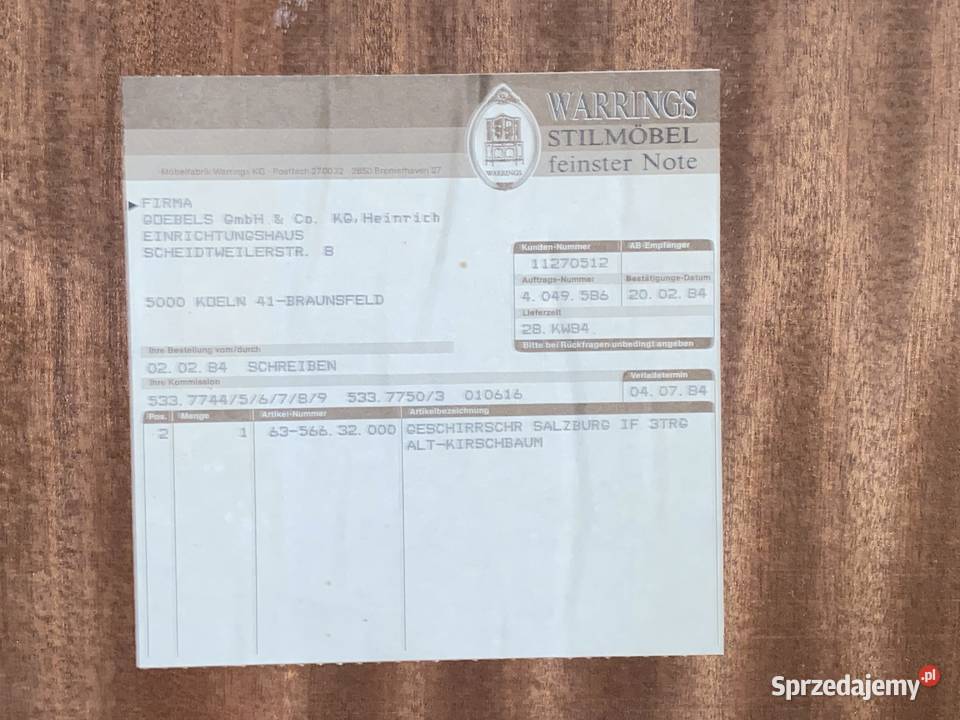 WARRINGS
STILMÖBEL
feinster Note
WARRINGS
Möbelfabrik Warrings KG · Postfach 270032 · 2850 Bremerhaven 27
FIRMA
GOEBELS GmbH & Co. KG,Heinrich
EINRICHTUNGSHAUS
SCHEIDTWEILERSTR. 8
5000 KOELN 41-BRAUNSFELD
Kunden-Nummer AB-Empfänger
11270512
Auftrags-Nummer Bestätigungs-Datum
4.049.586 20.02.84
Lieferzeit
28. KW84
Bitte bei Rückfragen unbedingt angeben
Ihre Bestellung vom/durch
02.02.84 SCHREIBEN
Ihre Kommission Verladetermin
533.7744/5/6/7/8/9 533.7750/3 010616 04.07.84
Pos. Menge Artikel-Nummer Artikelbezeichnung
2 1 63-566.32.000 GESCHIRRSCHR SALZBURG IF 3TRG
ALT-KIRSCHBAUM
Sprzedajemy.pl